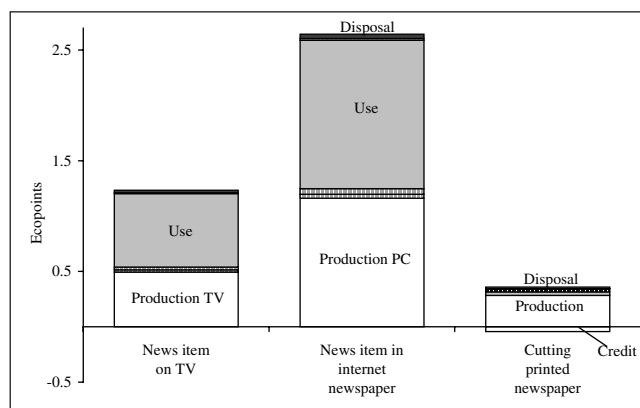 Disposal
2.5
Use
1.5
Ecopoints
Use
Production PC
0.5
Production TV
Disposal
Production
Credit
News item
on TV
News item in
internet
newspaper
Cutting
printed
newspaper
-0.5